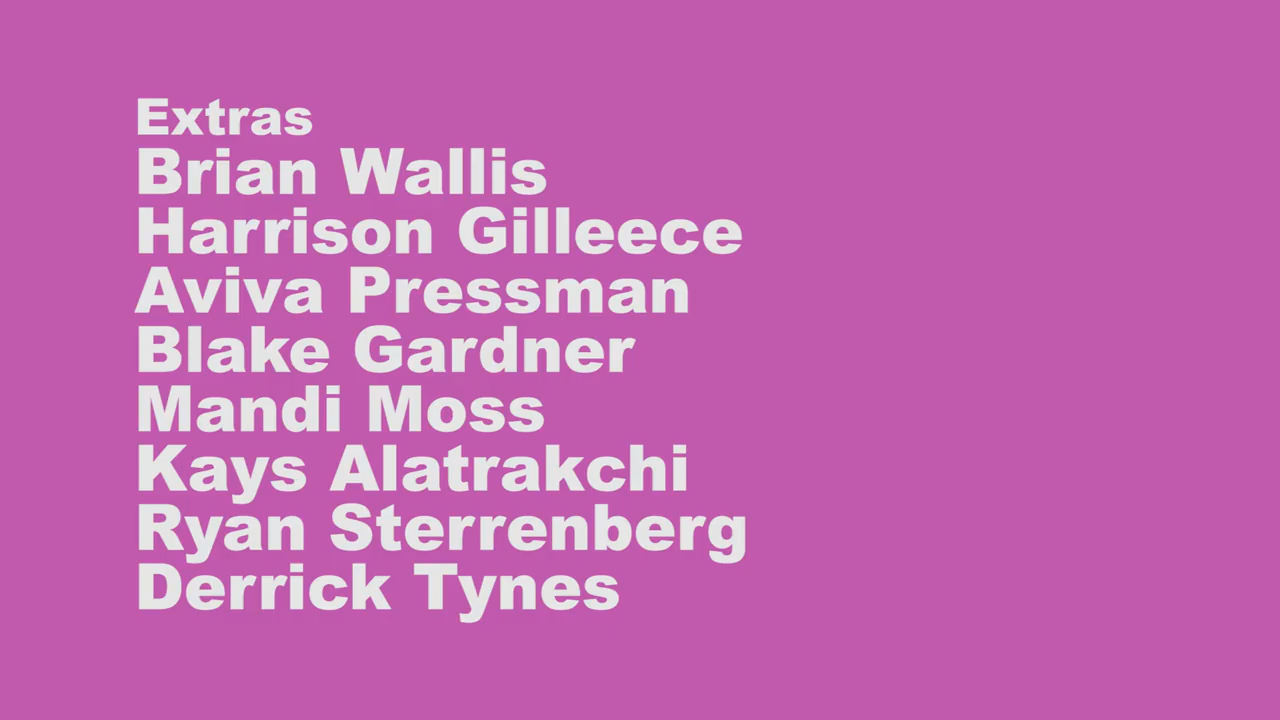 Extras
Brian Wallis
Harrison Gilleece
Aviva Pressman
Blake Gardner
Mandi Moss
Kays Alatrakchi
Ryan Sterrenberg
Derrick Tynes